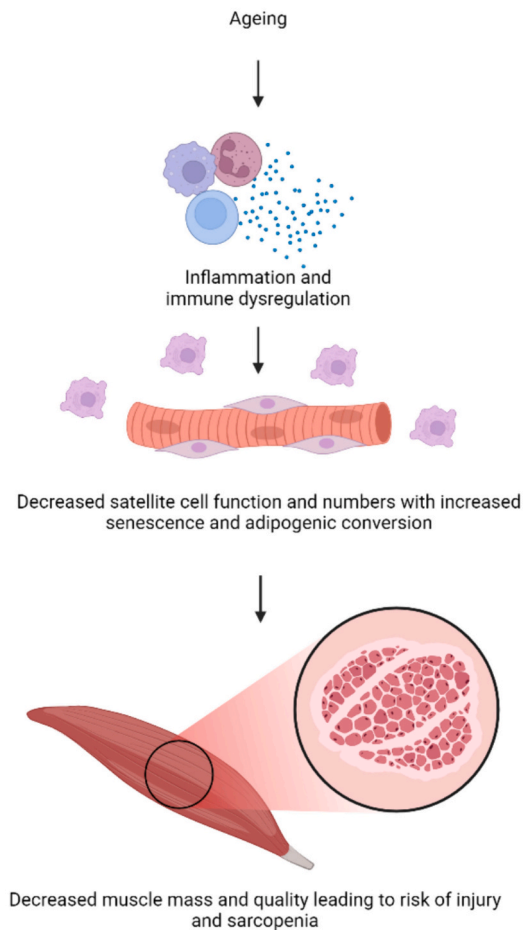 Ageing
Inflammation and
immune dysregulation
Decreased satellite cell function and numbers with increased
senescence and adipogenic conversion
Decreased muscle mass and quality leading to risk of injury
and sarcopenia